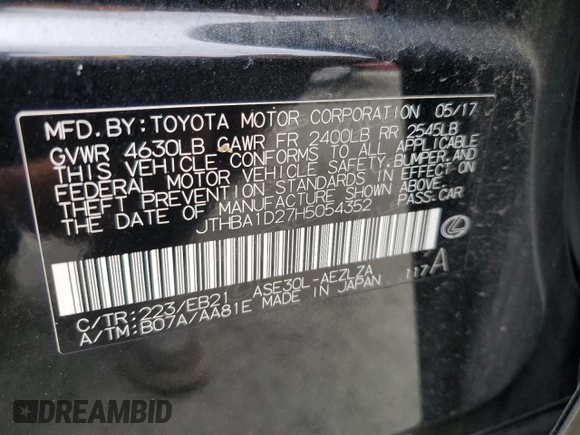 MFD. BY: TOYOTA MOTOR CORPORATION 05/17
GVWR 4630LB GAWR FR 2400LB RR 2545LB
THIS VEHICLE CONFORMS TO ALL APPLICABLE
FEDERAL MOTOR VEHICLE SAFETY, BUMPER, AND
THEFT PREVENTION STANDARDS IN EFFECT ON
THE DATE OF MANUFACTURE SHOWN ABOVE.
JTHBA1D27H5054352 PASS. CAR
C/TR: 223/EB21 ASE30L-AEZLZA 117A
A/TM: B07A/AA81E MADE IN JAPAN
DREAMBID